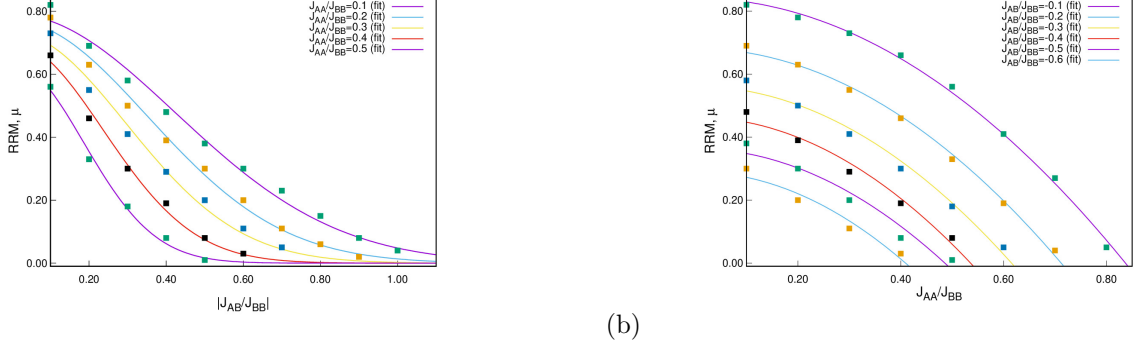 J_AA/J_BB=0.1 (fit)
J_AA/J_BB=0.2 (fit)
J_AA/J_BB=0.3 (fit)
J_AA/J_BB=0.4 (fit)
J_AA/J_BB=0.5 (fit)
RRM, μ
0.80
0.60
0.40
0.20
0.00
0.20 0.40 0.60 0.80 1.00
|J_AB/J_BB|
(b)
J_AB/J_BB=-0.1 (fit)
J_AB/J_BB=-0.2 (fit)
J_AB/J_BB=-0.3 (fit)
J_AB/J_BB=-0.4 (fit)
J_AB/J_BB=-0.5 (fit)
J_AB/J_BB=-0.6 (fit)
RRM, μ
0.80
0.60
0.40
0.20
0.00
0.20 0.40 0.60 0.80
J_AA/J_BB